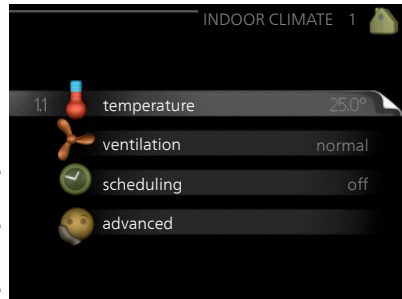 INDOOR CLIMATE 1
1.1 temperature 25.0°
ventilation normal
scheduling off
advanced